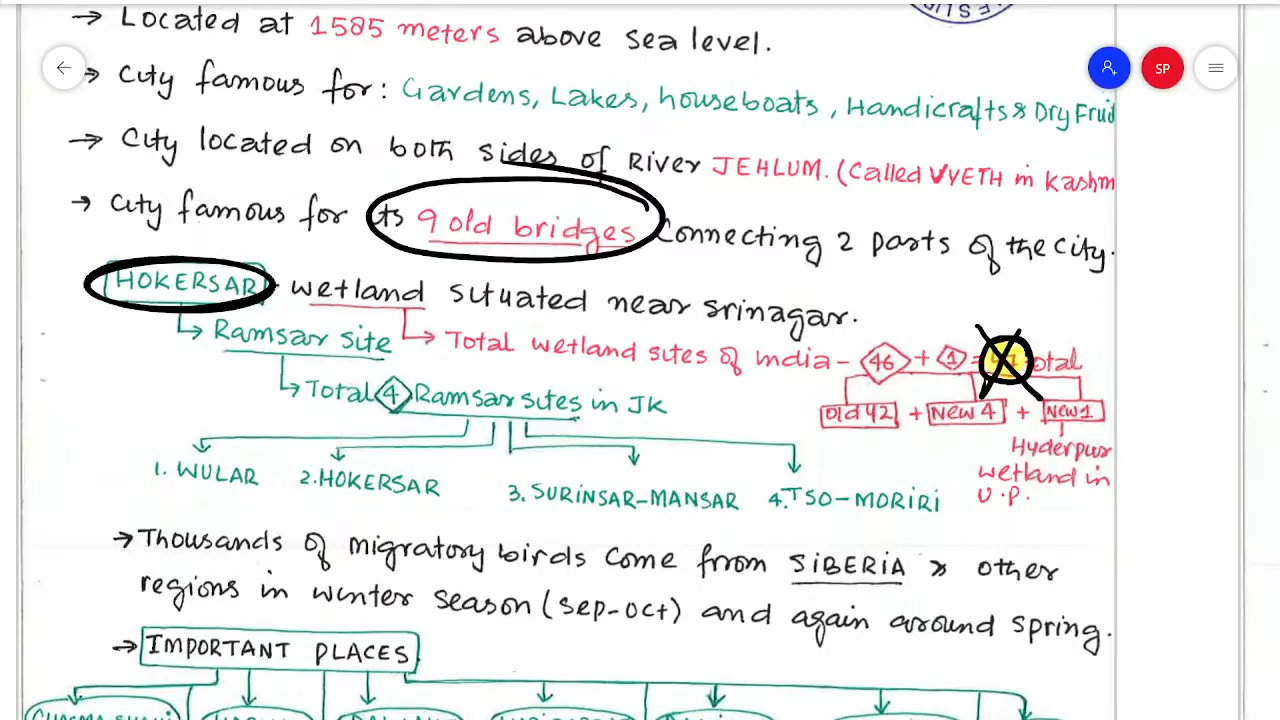 ESLIP
→ Located at 1585 meters above sea level.
→ City famous for: Gardens, Lakes, houseboats, Handicrafts & Dry Fruit
→ City located on both sides of River JEHLUM. (Called VYETH in Kashm
→ City famous for its 9 old bridges Connecting 2 parts of the city.
HOKERSAR - wetland situated near srinagar.
→ Ramsar site → Total wetland sites of India - 46 + 1 = total
→ Total 4 Ramsar sites in JK
Old 42 + New 4 + New 1
Hyderpur
wetland in
U.P.
1. WULAR 2. HOKERSAR 3. SURINSAR-MANSAR 4. TSO-MORIRI
→ Thousands of migratory birds come from SIBERIA & other
regions in winter season (sep-oct) and again around spring.
→ IMPORTANT PLACES
SP